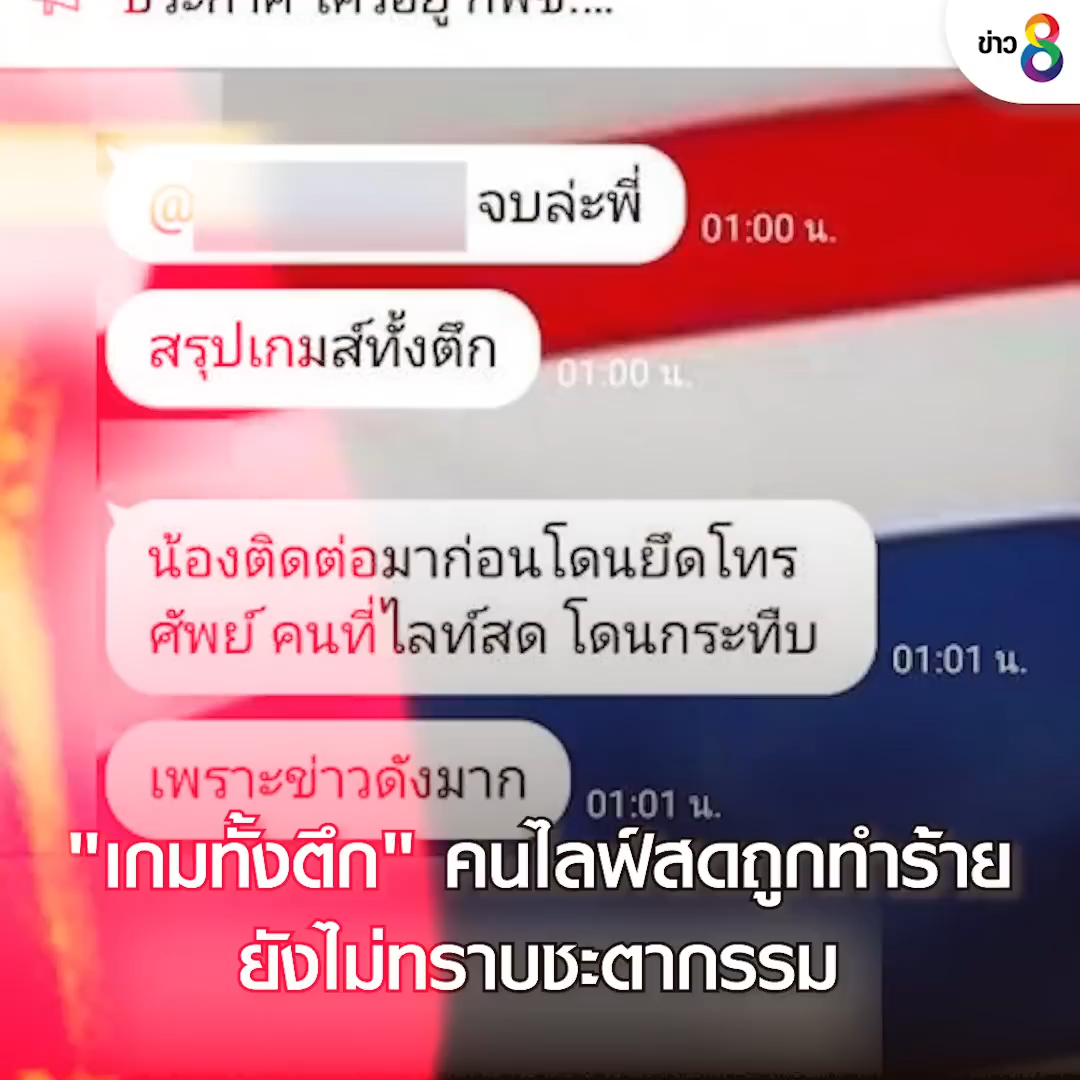 ข่าว 8
@ จบล่ะพี่
01:00 น.
สรุปเกมส์ทั้งตึก
01:00 น.
น้องติดต่อมาก่อนโดนยึดโทร
ศัพย์ คนที่ไลท์สด โดนกระทืบ
01:01 น.
เพราะข่าวดังมาก
01:01 น.
"เกมทั้งตึก" คนไลฟ์สดถูกทำร้าย
ยังไม่ทราบชะตากรรม